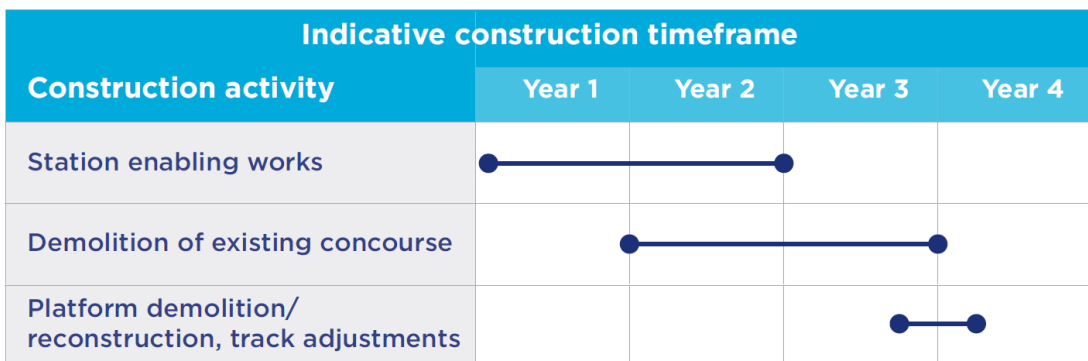 Indicative construction timeframe
Construction activity
Year 1
Year 2
Year 3
Year 4
Station enabling works
Demolition of existing concourse
Platform demolition/
reconstruction, track adjustments